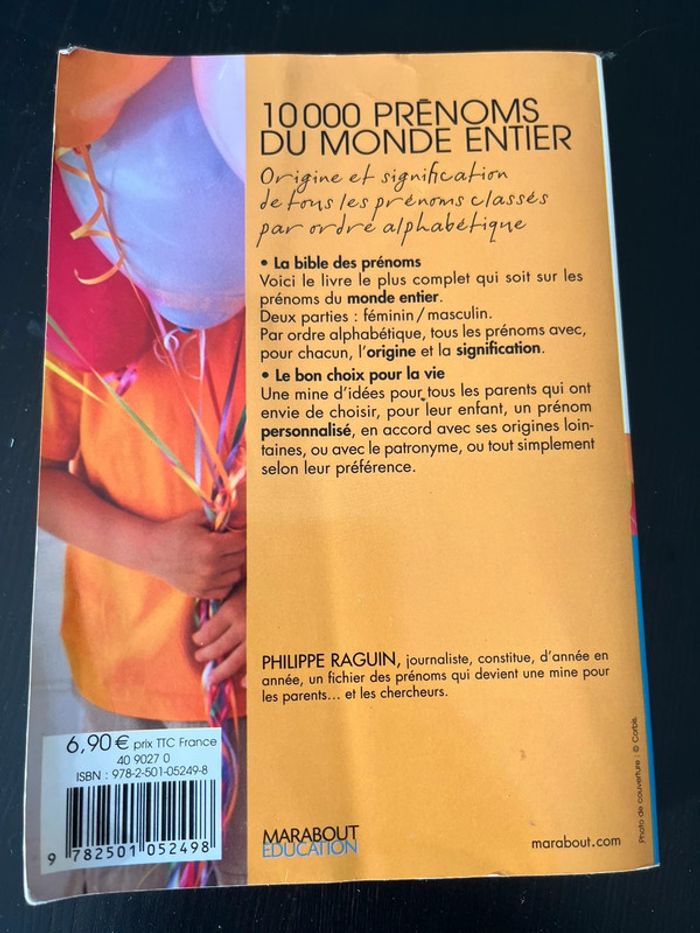 10 000 PRÉNOMS
DU MONDE ENTIER
Origine et signification
de tous les prénoms classés
par ordre alphabétique
• La bible des prénoms
Voici le livre le plus complet qui soit sur les
prénoms du monde entier.
Deux parties : féminin / masculin.
Par ordre alphabétique, tous les prénoms avec,
pour chacun, l'origine et la signification.
• Le bon choix pour la vie
Une mine d'idées pour tous les parents qui ont
envie de choisir, pour leur enfant, un prénom
personnalisé, en accord avec ses origines loin-
taines, ou avec le patronyme, ou tout simplement
selon leur préférence.
PHILIPPE RAGUIN, journaliste, constitue, d'année en
année, un fichier des prénoms qui devient une mine pour
les parents... et les chercheurs.
6,90 € prix TTC France
40 9027 0
ISBN : 978-2-501-05249-8
9 782501 052498
MARABOUT
EDUCATION
marabout.com
Photo de couverture : © Corbis.